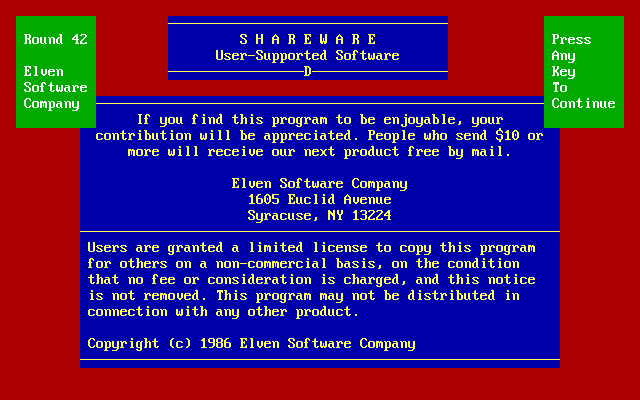 Round 42
Elven
Software
Company
S H A R E W A R E
User-Supported Software
D
Press
Any
Key
To
Continue
If you find this program to be enjoyable, your
contribution will be appreciated. People who send $10 or
more will receive our next product free by mail.
Elven Software Company
1605 Euclid Avenue
Syracuse, NY 13224
Users are granted a limited license to copy this program
for others on a non-commercial basis, on the condition
that no fee or consideration is charged, and this notice
is not removed. This program may not be distributed in
connection with any other product.
Copyright (c) 1986 Elven Software Company